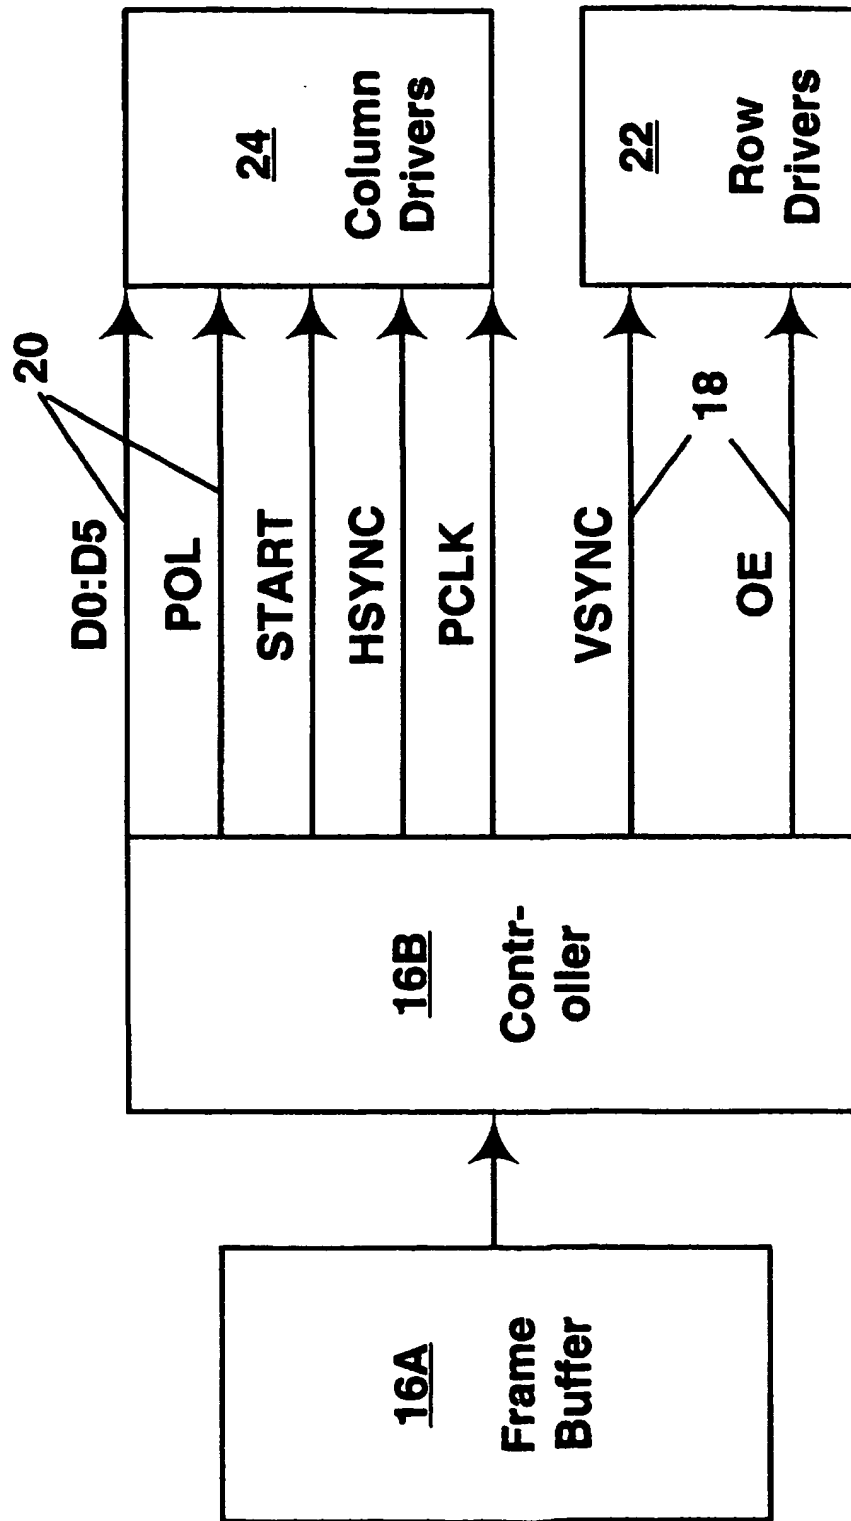 16A
Frame
Buffer
16B
Contr-
oller
D0:D5
POL
START
HSYNC
PCLK
VSYNC
OE
20
18
24
Column
Drivers
22
Row
Drivers